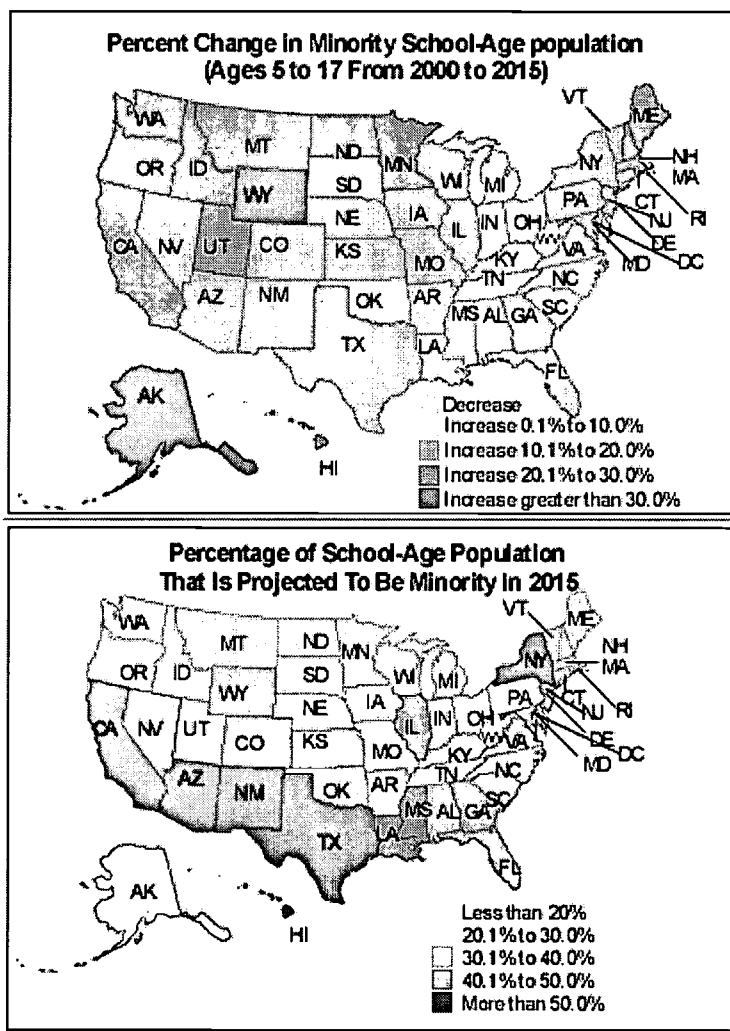 Percent Change in Minority School-Age population
(Ages 5 to 17 From 2000 to 2015)
VT
WA
ME
MT
ND
OR
MN
NH
ID
NY
WI
MA
SD
MI
WY
IA
PA
CT
RI
NE
NJ
IL
IN
OH
NV
UT
DE
CA
CO
KS
MO
VA
DC
KY
MD
NC
TN
OK
AR
AZ
NM
SC
MS
AL
GA
TX
LA
FL
AK
HI
Decrease
Increase 0.1% to 10.0%
Increase 10.1% to 20.0%
Increase 20.1% to 30.0%
Increase greater than 30.0%
Percentage of School-Age Population
That Is Projected To Be Minority In 2015
VT
WA
ME
MT
ND
MN
NH
OR
ID
NY
MA
SD
WI
MI
WY
PA
CT
RI
IA
NE
NJ
OH
IL
IN
CA
NV
UT
DE
CO
KS
MO
VA
DC
KY
MD
NC
TN
AZ
NM
OK
AR
SC
MS
AL
GA
TX
LA
FL
AK
HI
Less than 20%
20.1% to 30.0%
30.1% to 40.0%
40.1% to 50.0%
More than 50.0%